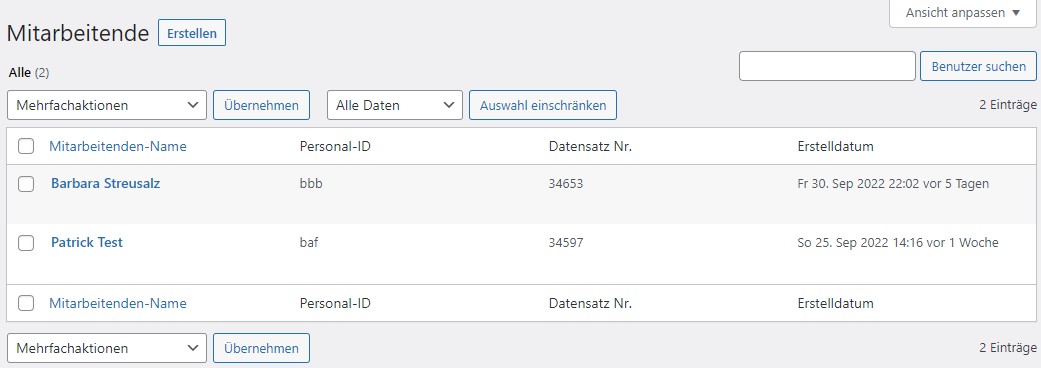 Ansicht anpassen ▼
Mitarbeitende Erstellen
Alle (2)
Benutzer suchen
Mehrfachaktionen Übernehmen Alle Daten Auswahl einschränken 2 Einträge
Mitarbeitenden-Name Personal-ID Datensatz Nr. Erstelldatum
Barbara Streusalz bbb 34653 Fr 30. Sep 2022 22:02 vor 5 Tagen
Patrick Test baf 34597 So 25. Sep 2022 14:16 vor 1 Woche
Mitarbeitenden-Name Personal-ID Datensatz Nr. Erstelldatum
Mehrfachaktionen Übernehmen 2 Einträge